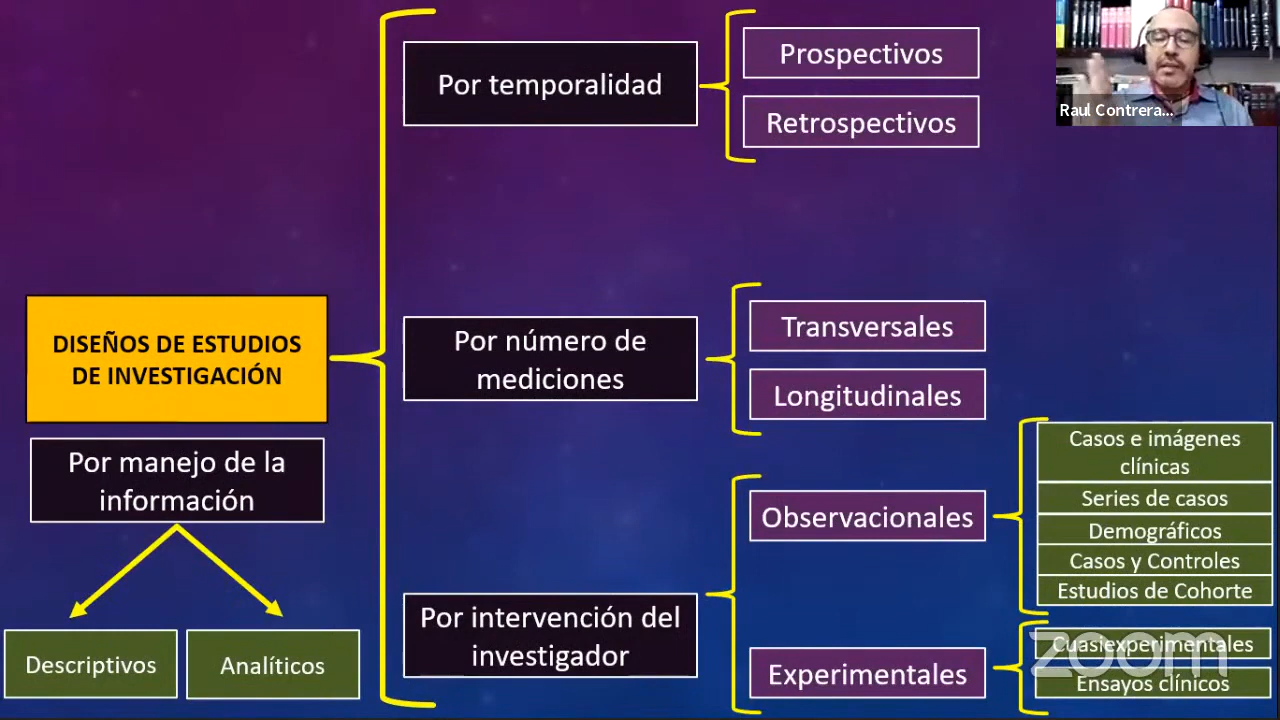 Por temporalidad
Prospectivos
Retrospectivos
Raul Contrera...
DISEÑOS DE ESTUDIOS
DE INVESTIGACIÓN
Por número de
mediciones
Transversales
Longitudinales
Por manejo de la
información
Descriptivos
Analíticos
Por intervención del
investigador
Observacionales
Casos e imágenes
clínicas
Series de casos
Demográficos
Casos y Controles
Estudios de Cohorte
Experimentales
Cuasiexperimentales
Ensayos clínicos
zoom